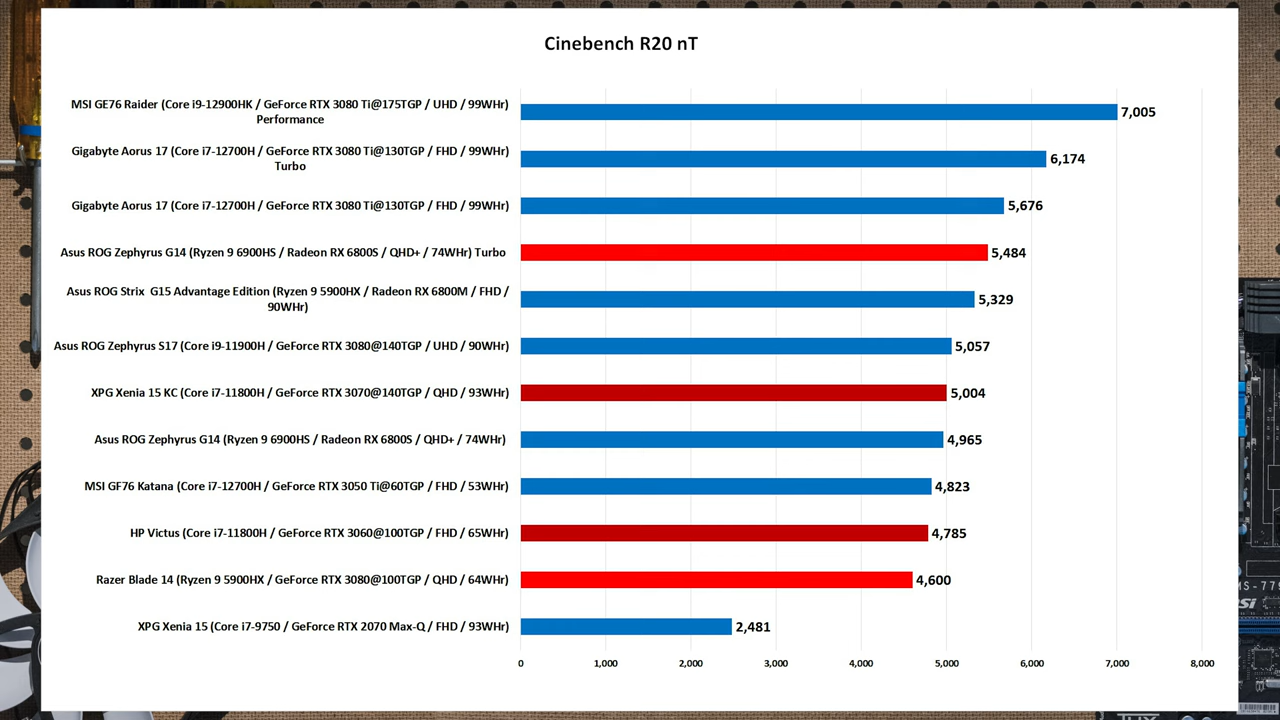 Cinebench R20 nT
MSI GE76 Raider (Core i9-12900HK / GeForce RTX 3080 Ti@175TGP / UHD / 99WHr)
Performance
7,005
Gigabyte Aorus 17 (Core i7-12700H / GeForce RTX 3080 Ti@130TGP / FHD / 99WHr)
Turbo
6,174
Gigabyte Aorus 17 (Core i7-12700H / GeForce RTX 3080 Ti@130TGP / FHD / 99WHr)
5,676
Asus ROG Zephyrus G14 (Ryzen 9 6900HS / Radeon RX 6800S / QHD+ / 74WHr) Turbo
5,484
Asus ROG Strix G15 Advantage Edition (Ryzen 9 5900HX / Radeon RX 6800M / FHD /
90WHr)
5,329
Asus ROG Zephyrus S17 (Core i9-11900H / GeForce RTX 3080@140TGP / UHD / 90WHr)
5,057
XPG Xenia 15 KC (Core i7-11800H / GeForce RTX 3070@140TGP / QHD / 93WHr)
5,004
Asus ROG Zephyrus G14 (Ryzen 9 6900HS / Radeon RX 6800S / QHD+ / 74WHr)
4,965
MSI GF76 Katana (Core i7-12700H / GeForce RTX 3050 Ti@60TGP / FHD / 53WHr)
4,823
HP Victus (Core i7-11800H / GeForce RTX 3060@100TGP / FHD / 65WHr)
4,785
Razer Blade 14 (Ryzen 9 5900HX / GeForce RTX 3080@100TGP / QHD / 64WHr)
4,600
XPG Xenia 15 (Core i7-9750 / GeForce RTX 2070 Max-Q / FHD / 93WHr)
2,481
0 1,000 2,000 3,000 4,000 5,000 6,000 7,000 8,000